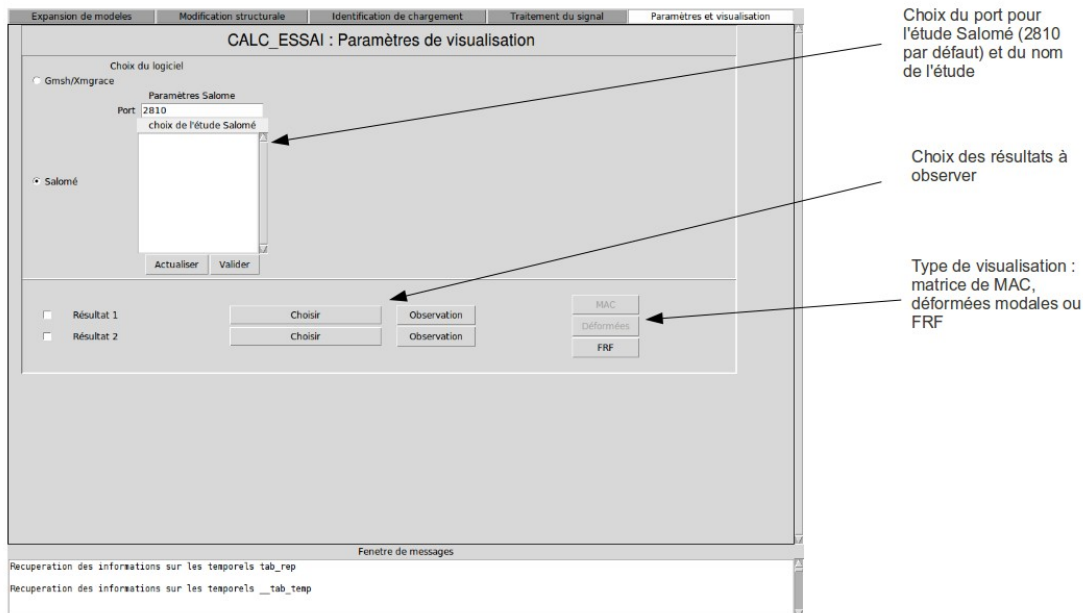 Expansion de modeles
Modification structurale
Identification de chargement
Traitement du signal
Paramètres et visualisation
CALC_ESSAI : Paramètres de visualisation
Choix du logiciel
Gmsh/Xmgrace
Paramètres Salome
Port 2810
choix de l'étude Salomé
Salomé
Actualiser Valider
Résultat 1 Choisir Observation
Résultat 2 Choisir Observation
MAC
Déformées
FRF
Fenetre de messages
Recuperation des informations sur les temporels tab_rep
Recuperation des informations sur les temporels __tab_temp
Choix du port pour
l'étude Salomé (2810
par défaut) et du nom
de l'étude
Choix des résultats à
observer
Type de visualisation :
matrice de MAC,
déformées modales ou
FRF